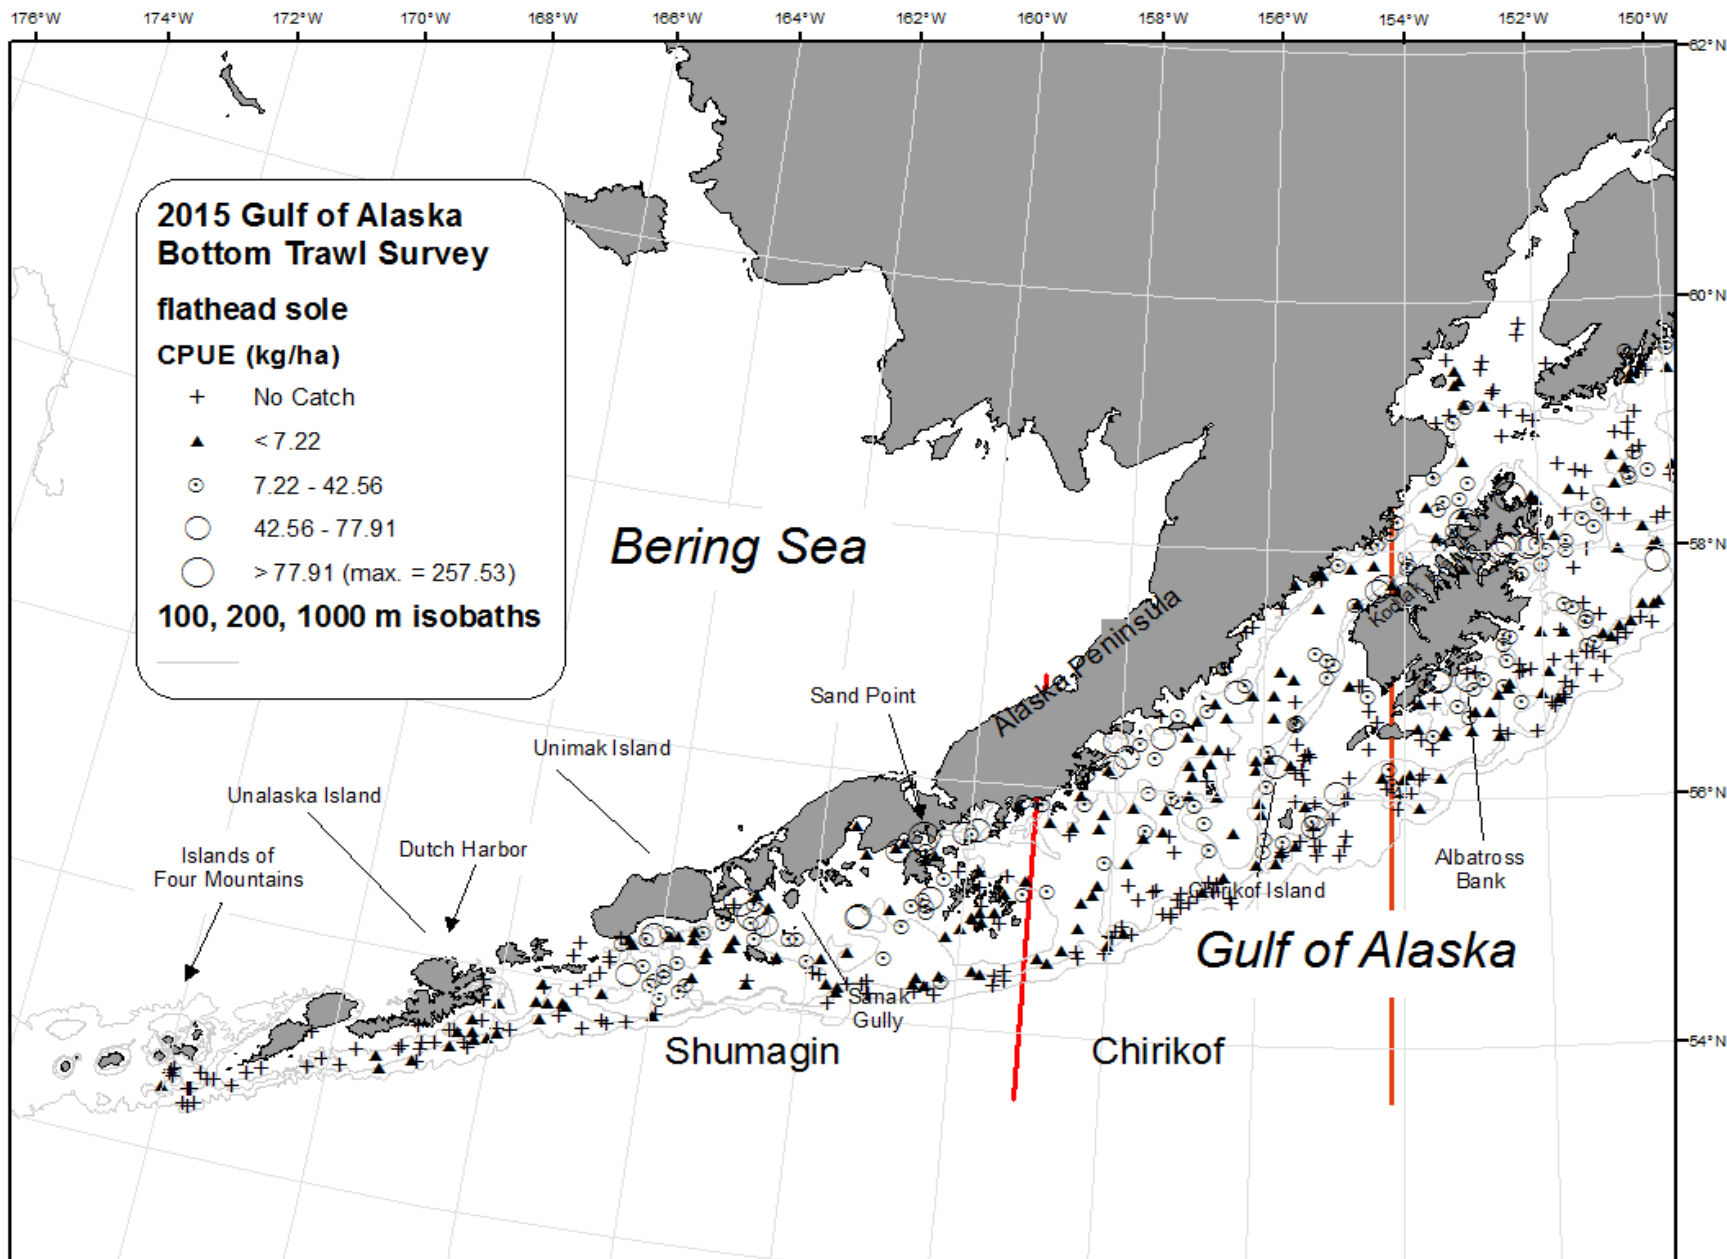 176°W 174°W 172°W 170°W 168°W 166°W 164°W 162°W 160°W 158°W 156°W 154°W 152°W 150°W
62°N
2015 Gulf of Alaska
Bottom Trawl Survey
flathead sole
CPUE (kg/ha)
No Catch
< 7.22
7.22 - 42.56
42.56 - 77.91
> 77.91 (max. = 257.53)
100, 200, 1000 m isobaths
60°N
Bering Sea
58°N
Kodiak
Alaska Peninsula
Sand Point
Unimak Island
Unalaska Island
56°N
Dutch Harbor
Islands of
Four Mountains
Albatross
Bank
Chirikof Island
Gulf of Alaska
Sanak
Gully
Shumagin
Chirikof
54°N